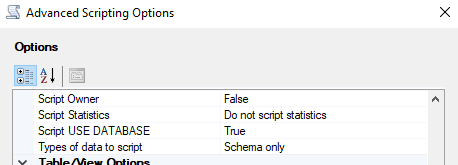 Advanced Scripting Options
Options
A
Z
Script Owner False
Script Statistics Do not script statistics
Script USE DATABASE True
Types of data to script Schema only
Table/View Options